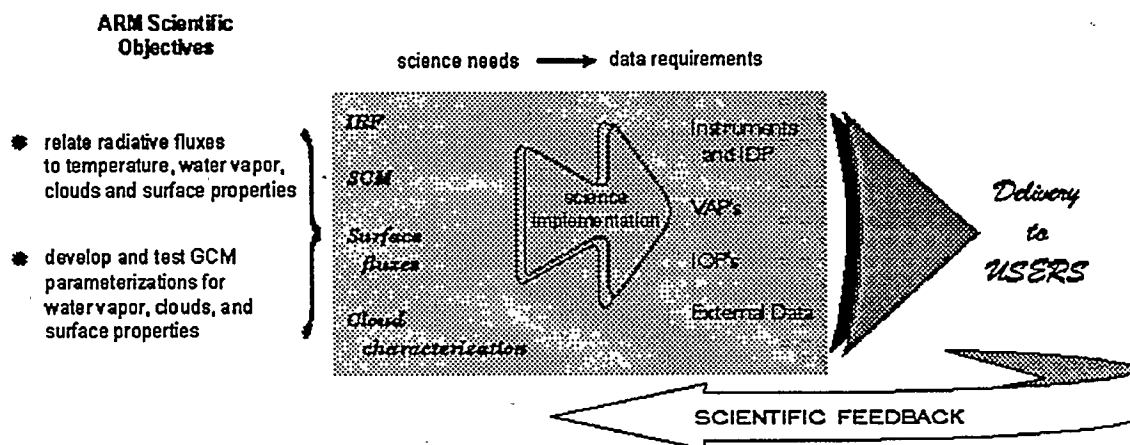 ARM Scientific
Objectives
science needs
data requirements
relate radiative fluxes
to temperature, water vapor,
clouds and surface properties
develop and test GCM
parameterizations for
water vapor, clouds, and
surface properties
IRF
SCM
Surface
fluxes
Cloud
characterization
science
implementation
Instruments
and IDP
VAP's
IOP's
External Data
Delivery
to
USERS
SCIENTIFIC FEEDBACK